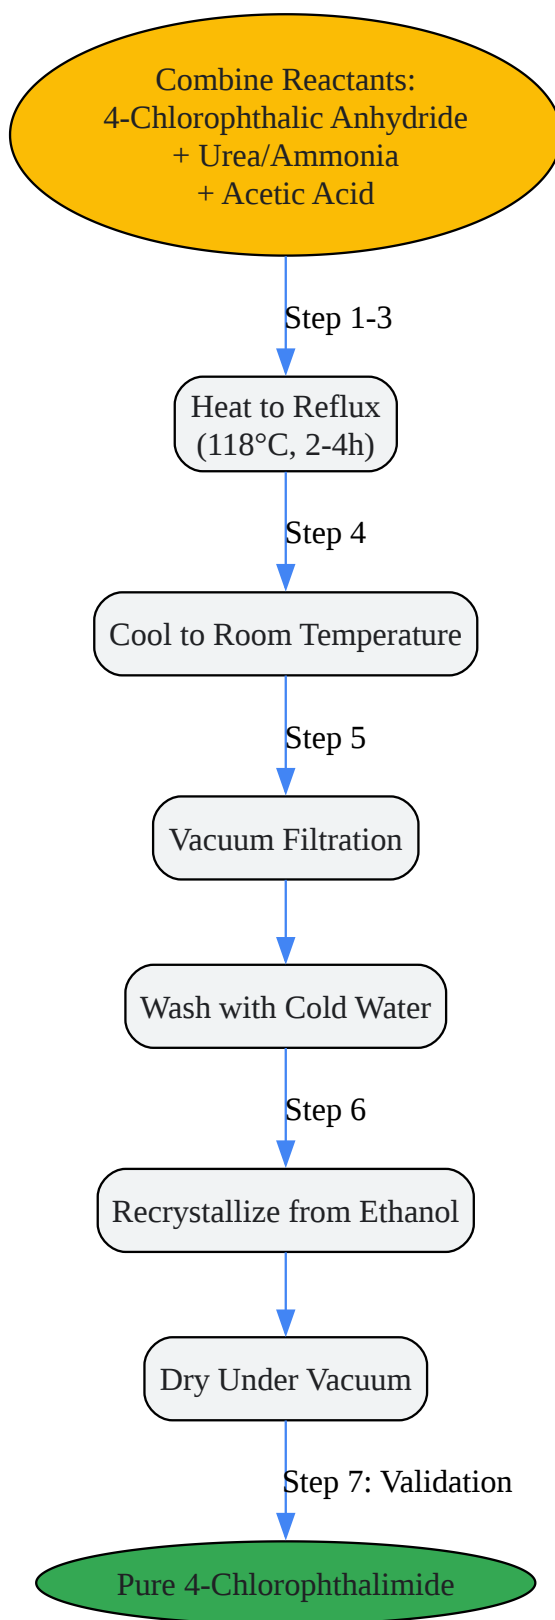 Combine Reactants:
4-Chlorophthalic Anhydride
+ Urea/Ammonia
+ Acetic Acid
Step 1-3
Heat to Reflux
(118°C, 2-4h)
Step 4
Cool to Room Temperature
Step 5
Vacuum Filtration
Wash with Cold Water
Step 6
Recrystallize from Ethanol
Dry Under Vacuum
Step 7: Validation
Pure 4-Chlorophthalimide